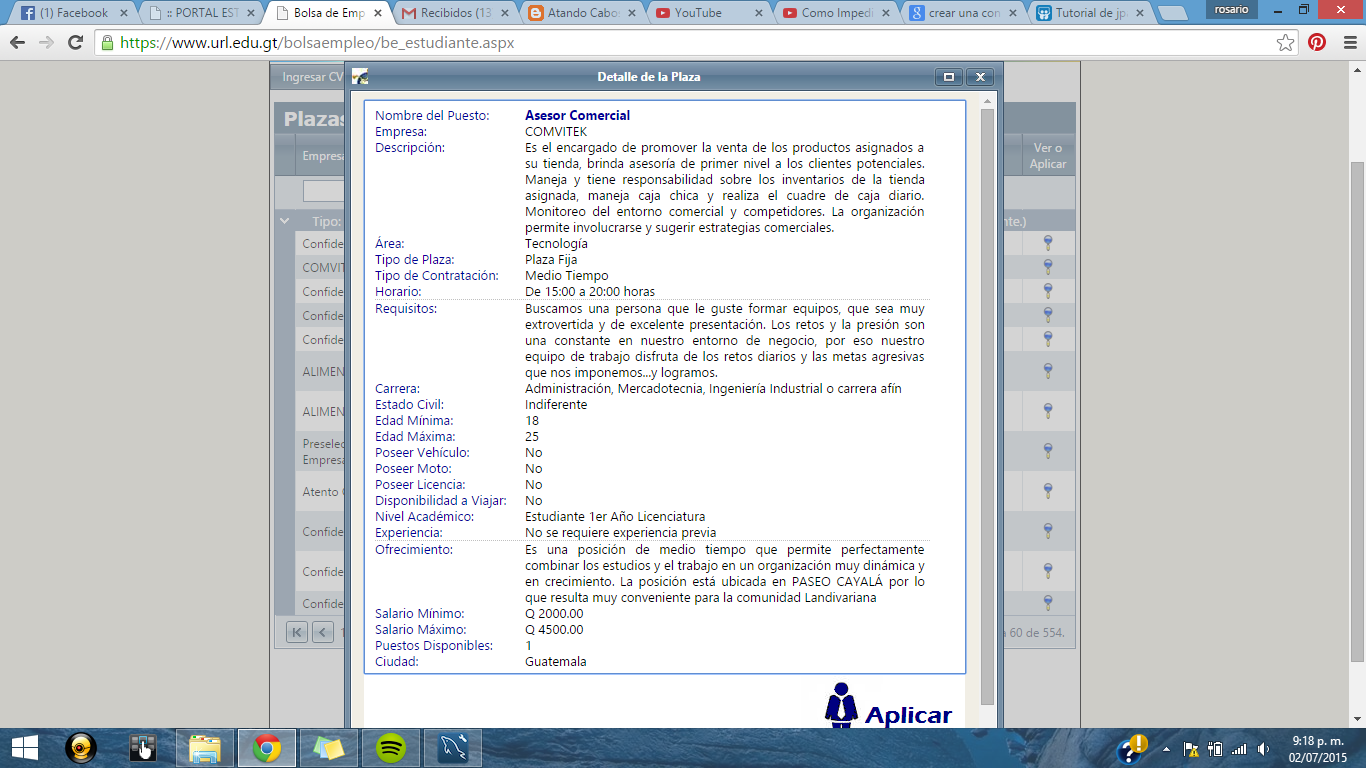 (1) Facebook
:: PORTAL EST
Bolsa de Emp
Recibidos (13
Atando Cabos
YouTube
Como Impedi
crear una con
Tutorial de jpa
rosario
https://www.url.edu.gt/bolsaempleo/be_estudiante.aspx
Ingresar CV
Detalle de la Plaza
Plazas
Empresa
Ver o
Aplicar
Tipo:
nte.)
Confide
COMVIT
Confide
Confide
Confide
ALIMEN
ALIMEN
Preselec
Empresa
Atento
Confide
Confide
Confide
a 60 de 554.
Nombre del Puesto: Asesor Comercial
Empresa: COMVITEK
Descripción: Es el encargado de promover la venta de los productos asignados a
su tienda, brinda asesoría de primer nivel a los clientes potenciales.
Maneja y tiene responsabilidad sobre los inventarios de la tienda
asignada, maneja caja chica y realiza el cuadre de caja diario.
Monitoreo del entorno comercial y competidores. La organización
permite involucrarse y sugerir estrategias comerciales.
Área: Tecnología
Tipo de Plaza: Plaza Fija
Tipo de Contratación: Medio Tiempo
Horario: De 15:00 a 20:00 horas
Requisitos: Buscamos una persona que le guste formar equipos, que sea muy
extrovertida y de excelente presentación. Los retos y la presión son
una constante en nuestro entorno de negocio, por eso nuestro
equipo de trabajo disfruta de los retos diarios y las metas agresivas
que nos imponemos...y logramos.
Carrera: Administración, Mercadotecnia, Ingeniería Industrial o carrera afín
Estado Civil: Indiferente
Edad Mínima: 18
Edad Máxima: 25
Poseer Vehículo: No
Poseer Moto: No
Poseer Licencia: No
Disponibilidad a Viajar: No
Nivel Académico: Estudiante 1er Año Licenciatura
Experiencia: No se requiere experiencia previa
Ofrecimiento: Es una posición de medio tiempo que permite perfectamente
combinar los estudios y el trabajo en un organización muy dinámica y
en crecimiento. La posición está ubicada en PASEO CAYALÁ por lo
que resulta muy conveniente para la comunidad Landivariana
Salario Mínimo: Q 2000.00
Salario Máximo: Q 4500.00
Puestos Disponibles: 1
Ciudad: Guatemala
Aplicar
9:18 p. m.
02/07/2015